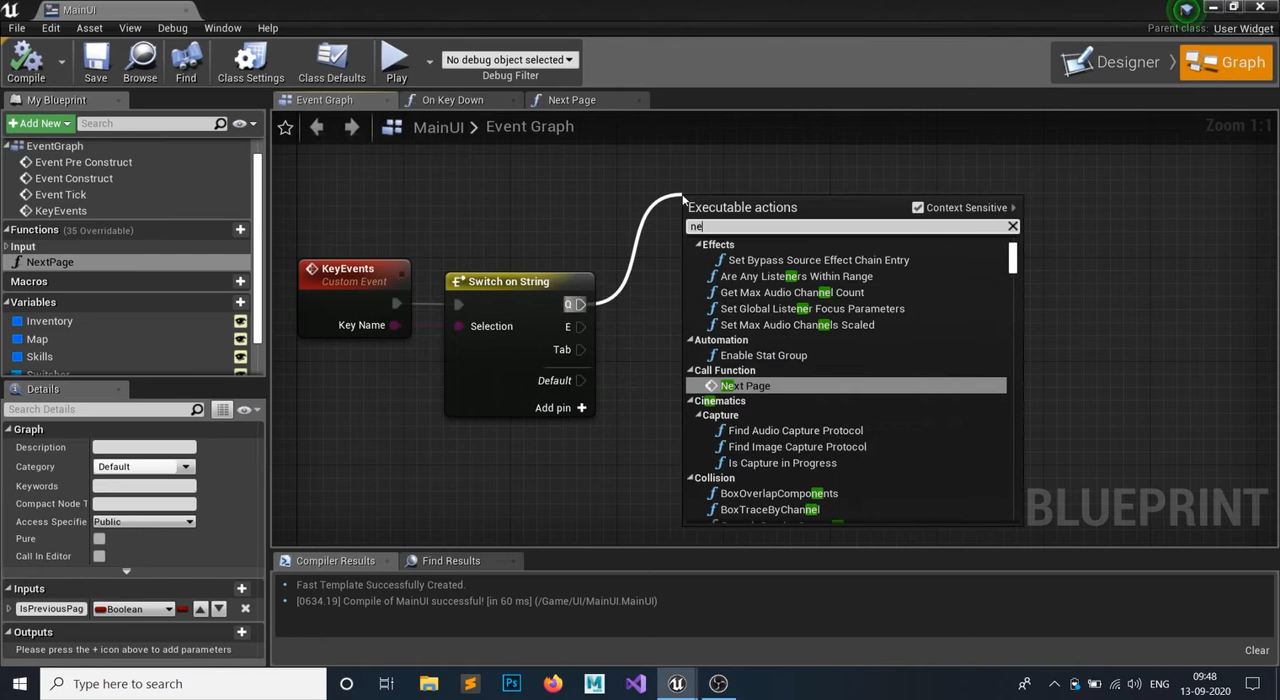 MainUI
File Edit Asset View Debug Window Help
Parent class: User Widget
Compile Save Browse Find Class Settings Class Defaults Play
No debug object selected
Debug Filter
Designer Graph
My Blueprint
Event Graph On Key Down Next Page
Add New Search
MainUI Event Graph
Zoom 1:1
EventGraph
Event Pre Construct
Event Construct
Event Tick
KeyEvents
Functions (35 Overridable)
Input
NextPage
Macros
Variables
Inventory
Map
Skills
KeyEvents
Custom Event
Key Name
Switch on String
Selection
Q
E
Tab
Default
Add pin
Executable actions
Context Sensitive
ne
Effects
Set Bypass Source Effect Chain Entry
Are Any Listeners Within Range
Get Max Audio Channel Count
Set Global Listener Focus Parameters
Set Max Audio Channels Scaled
Automation
Enable Stat Group
Call Function
Next Page
Cinematics
Capture
Find Audio Capture Protocol
Find Image Capture Protocol
Is Capture in Progress
Collision
BoxOverlapComponents
BoxTraceByChannel
BLUEPRINT
Details
Search Details
Graph
Description
Category Default
Keywords
Compact Node T
Access Specifie Public
Pure
Call In Editor
Inputs
IsPreviousPag Boolean
Outputs
Please press the + icon above to add parameters
Compiler Results Find Results
Fast Template Successfully Created.
[0634.19] Compile of MainUI successful! [in 60 ms] (/Game/UI/MainUI.MainUI)
Clear
Type here to search
Ps
M
ENG
09:48
13-09-2020